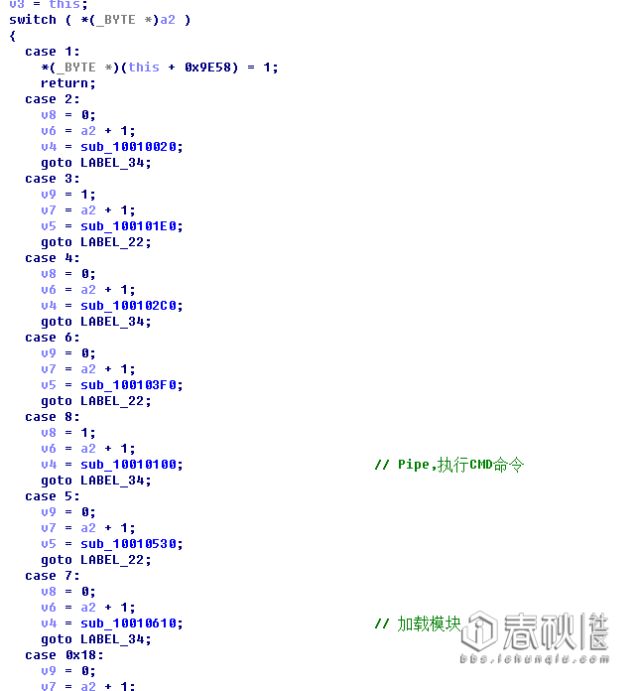 v3 = this;
switch ( *(_BYTE *)a2 )
{
case 1:
*(_BYTE *)(this + 0x9E58) = 1;
return;
case 2:
v8 = 0;
v6 = a2 + 1;
v4 = sub_10010020;
goto LABEL_34;
case 3:
v9 = 1;
v7 = a2 + 1;
v5 = sub_100101E0;
goto LABEL_22;
case 4:
v8 = 0;
v6 = a2 + 1;
v4 = sub_100102C0;
goto LABEL_34;
case 6:
v9 = 0;
v7 = a2 + 1;
v5 = sub_100103F0;
goto LABEL_22;
case 8:
v8 = 1;
v6 = a2 + 1;
v4 = sub_10010100; // Pipe,执行CMD命令
goto LABEL_34;
case 5:
v9 = 0;
v7 = a2 + 1;
v5 = sub_10010530;
goto LABEL_22;
case 7:
v8 = 0;
v6 = a2 + 1;
v4 = sub_10010610; // 加载模块
goto LABEL_34;
case 0x18:
v9 = 0;
v7 = a2 + 1;
春秋社区
bbs.ichunqiu.com